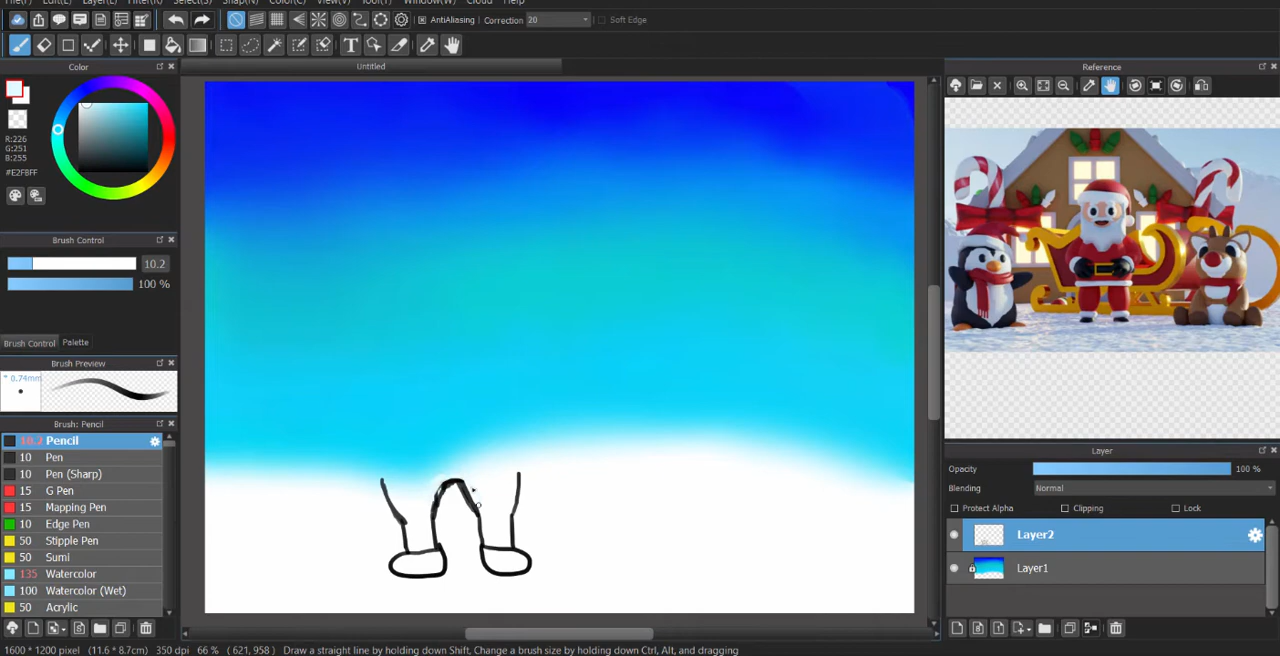 File(F) Edit(E) Layer(L) Filter(R) Select(S) Snap(N) Color(C) View(V) Tool(T) Window(W) Cloud Help
AntiAliasing Correction 20 Soft Edge
Color
Untitled
Reference
R:226
G:251
B:255
#E2FBFF
Brush Control
10.2
100 %
Brush Control Palette
Brush Preview
* 0.74mm
Brush: Pencil
10.2 Pencil
10 Pen
10 Pen (Sharp)
15 G Pen
15 Mapping Pen
10 Edge Pen
50 Stipple Pen
50 Sumi
135 Watercolor
100 Watercolor (Wet)
50 Acrylic
Layer
Opacity 100 %
Blending Normal
Protect Alpha Clipping Lock
Layer2
Layer1
1600 * 1200 pixel (11.6 * 8.7cm) 350 dpi 66 % ( 621, 958 ) Draw a straight line by holding down Shift, Change a brush size by holding down Ctrl, Alt, and dragging